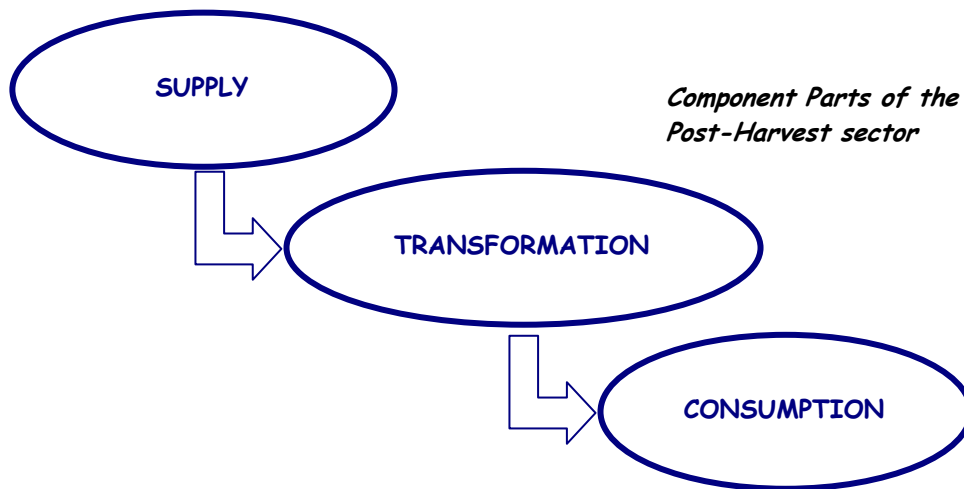 SUPPLY
Component Parts of the
Post-Harvest sector
TRANSFORMATION
CONSUMPTION